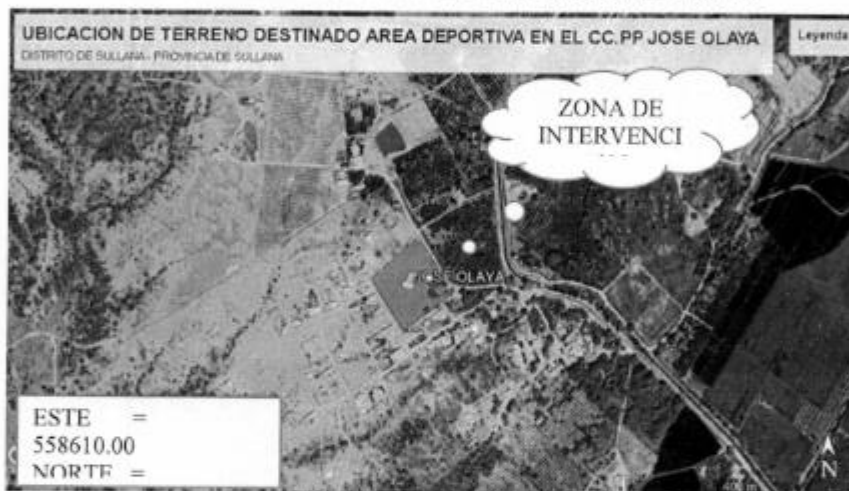 UBICACION DE TERRENO DESTINADO AREA DEPORTIVA EN EL CC.PP JOSE OLAYA
DISTRITO DE SULLANA - PROVINCIA DE SULLANA
Leyenda
ZONA DE
INTERVENCI
JOSE OLAYA
ESTE =
558610.00
NORTE =
N